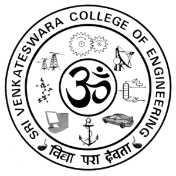 SRI VENKATESWARA COLLEGE OF ENGINEERING
ॐ
विद्या परा देवता